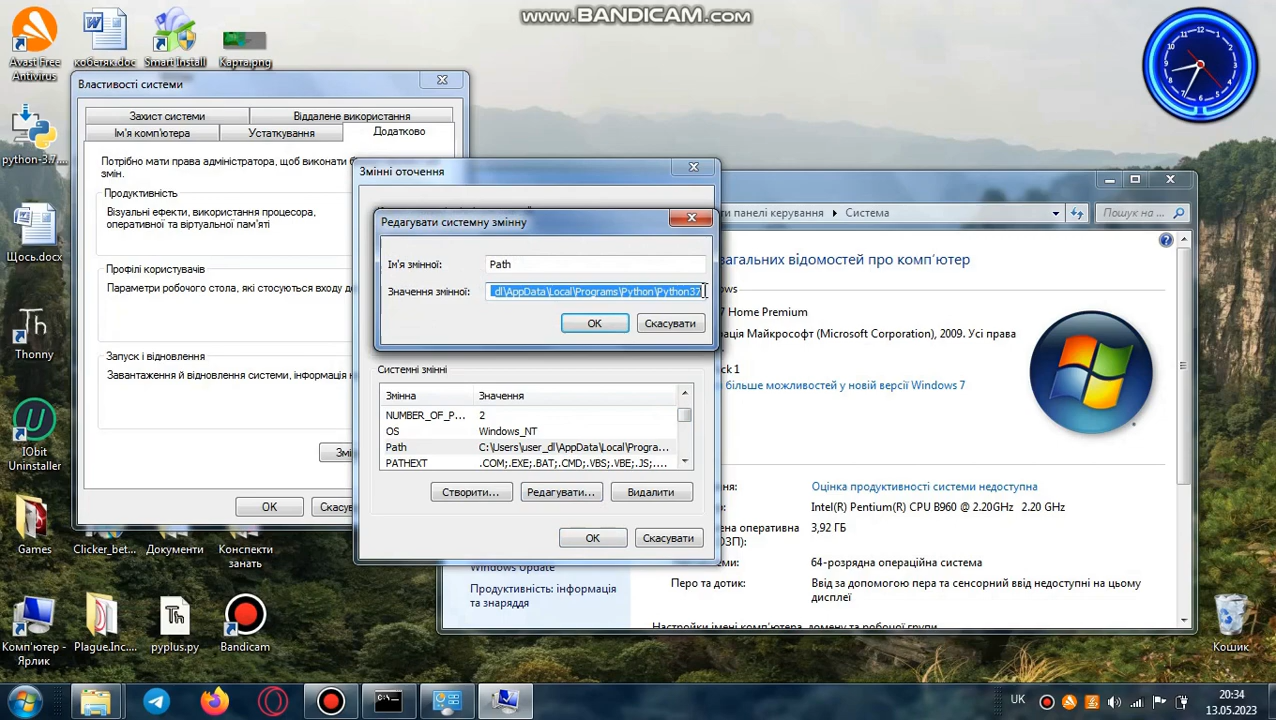 www.BANDICAM.com
Avast Free
Antivirus
кобетяк.doc
Smart Install
Карта.png
python-3.7....
Щось.docx
Thonny
IObit
Uninstaller
Games
Clicker_bet...
Документи
Конспекти
занать
Комп'ютер -
Ярлик
Plague.Inc....
pyplus.py
Bandicam
Кошик
Властивості системи
Захист системи
Віддалене використання
Ім'я комп'ютера
Устаткування
Додатково
Потрібно мати права адміністратора, щоб виконати
змін.
Продуктивність
Візуальні ефекти, використання процесора,
оперативної та віртуальної пам'яті
Профілі користувачів
Параметри робочого стола, які стосуються входу до
Запуск і відновлення
Завантаження й відновлення системи, інформація
Змі
OK
Скасу
Змінні оточення
Редагувати системну змінну
Ім'я змінної:
Path
Значення змінної:
dl\AppData\Local\Programs\Python\Python37
OK
Скасувати
Системні змінні
Змінна
Значення
NUMBER_OF_P...
2
OS
Windows_NT
Path
C:\Users\user_dl\AppData\Local\Progra...
PATHEXT
.COM;.EXE;.BAT;.CMD;.VBS;.VBE;.JS;....
Створити...
Редагувати...
Видалити
OK
Скасувати
и панелі керування
Система
Пошук на ...
загальних відомостей про комп'ютер
7 Home Premium
Майкрософт (Microsoft Corporation), 2009. Усі права
ck 1
більше можливостей у новій версії Windows 7
Оцінка продуктивності системи недоступна
Intel(R) Pentium(R) CPU B960 @ 2.20GHz 2.20 GHz
ена оперативна
ОЗП):
3,92 ГБ
64-розрядна операційна система
Перо та дотик:
Ввід за допомогою пера та сенсорний ввід недоступні на цьому
дисплеї
Настройки імені комп'ютера, домену та робочої групи
Windows Update
Продуктивність: інформація
та знаряддя
UK
20:34
13.05.2023